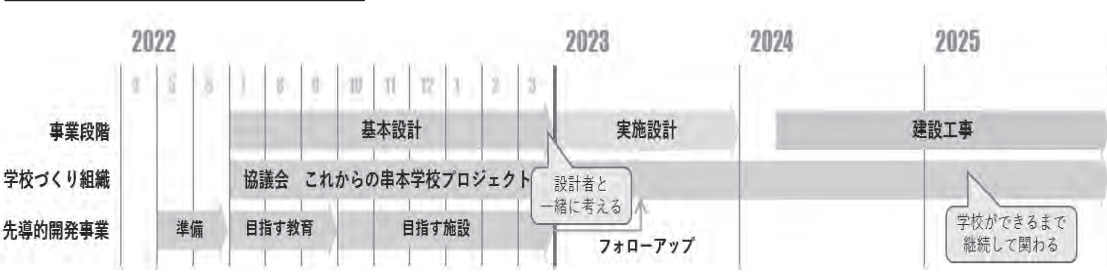 2022 2023 2024 2025
4 5 6 7 8 9 10 11 12 1 2 3
事業段階 基本設計 実施設計 建設工事
学校づくり組織 協議会 これからの串本学校プロジェクト
設計者と
一緒に考える
先導的開発事業 準備 目指す教育 目指す施設
フォローアップ
学校ができるまで
継続して関わる